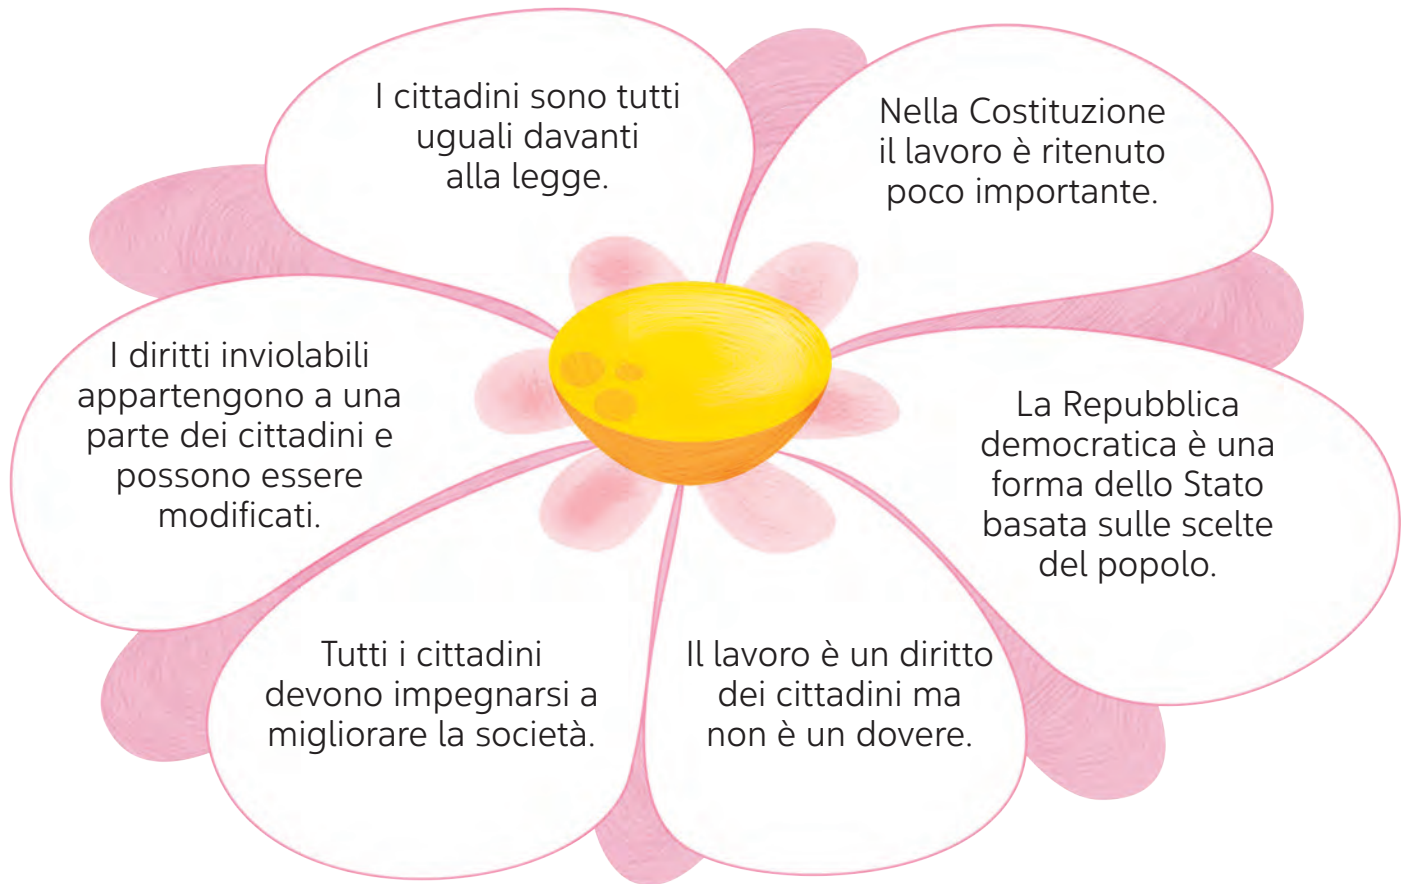 I cittadini sono tutti
uguali davanti
alla legge.
Nella Costituzione
il lavoro è ritenuto
poco importante.
I diritti inviolabili
appartengono a una
parte dei cittadini e
possono essere
modificati.
La Repubblica
democratica è una
forma dello Stato
basata sulle scelte
del popolo.
Tutti i cittadini
devono impegnarsi a
migliorare la società.
Il lavoro è un diritto
dei cittadini ma
non è un dovere.